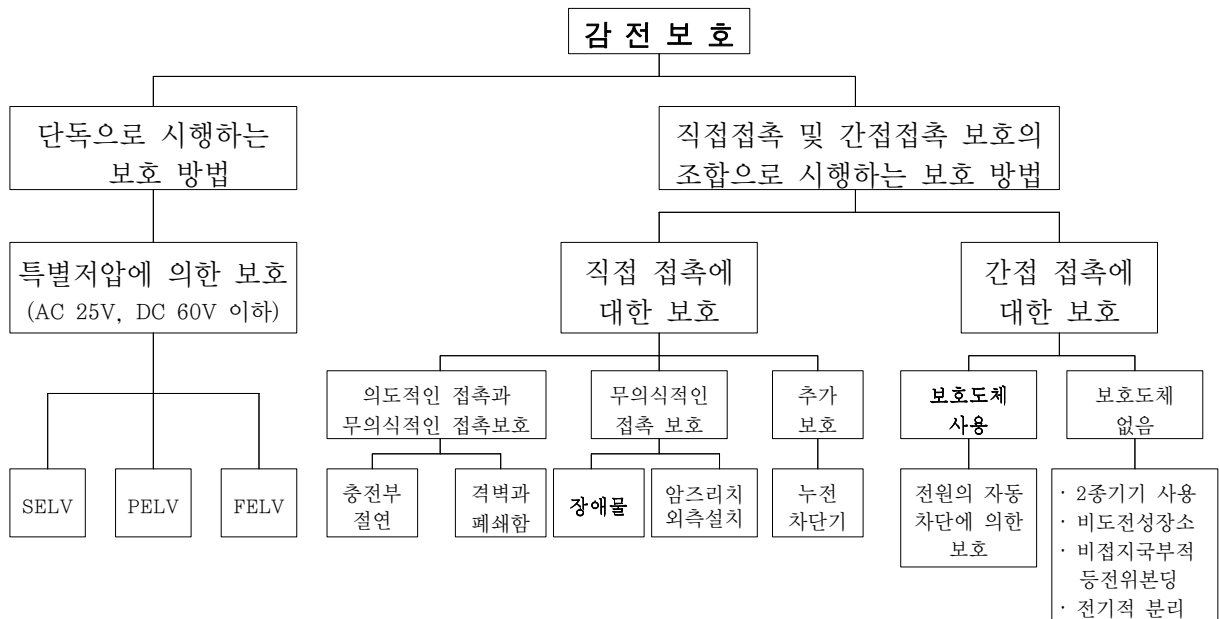 감 전 보 호
단독으로 시행하는
보호 방법
직접접촉 및 간접접촉 보호의
조합으로 시행하는 보호 방법
특별저압에 의한 보호
(AC 25V, DC 60V 이하)
직접 접촉에
대한 보호
간접 접촉에
대한 보호
의도적인 접촉과
무의식적인 접촉보호
무의식적인
접촉 보호
추가
보호
보호도체
사용
보호도체
없음
SELV
PELV
FELV
충전부
절연
격벽과
폐쇄함
장애물
암즈리치
외측설치
누전
차단기
전원의 자동
차단에 의한
보호
· 2종기기 사용
· 비도전성장소
· 비접지국부적
등전위본딩
· 전기적 분리